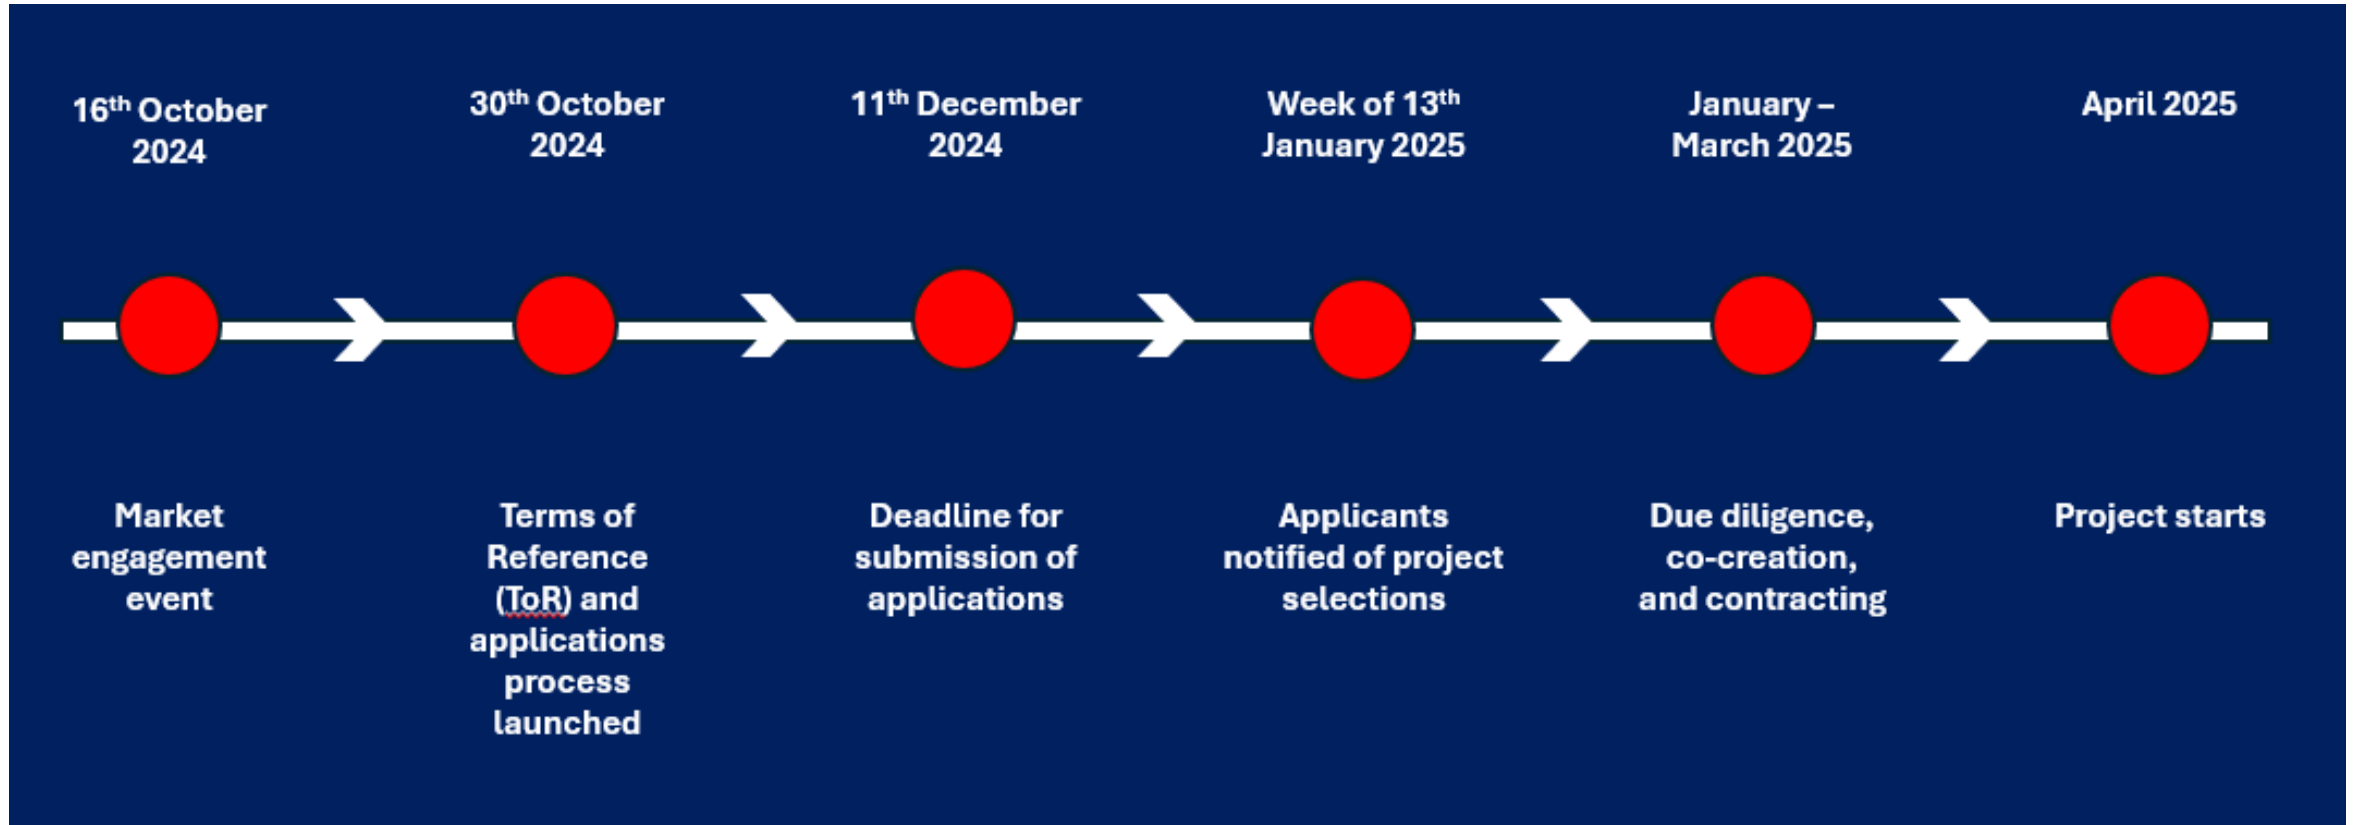 16th October
2024
30th October
2024
11th December
2024
Week of 13th
January 2025
January –
March 2025
April 2025
Market
engagement
event
Terms of
Reference
(ToR) and
applications
process
launched
Deadline for
submission of
applications
Applicants
notified of project
selections
Due diligence,
co-creation,
and contracting
Project starts